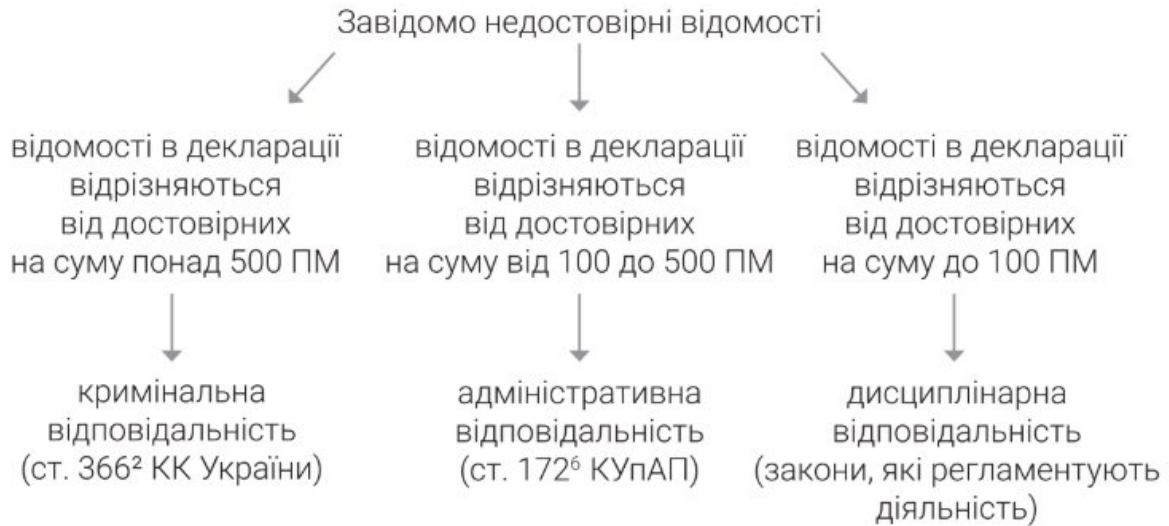 Завідомо недостовірні відомості
відомості в декларації
відрізняються
від достовірних
на суму понад 500 ПМ
відомості в декларації
відрізняються
від достовірних
на суму від 100 до 500 ПМ
відомості в декларації
відрізняються
від достовірних
на суму до 100 ПМ
кримінальна
відповідальність
(ст. 366² КК України)
адміністративна
відповідальність
(ст. 172⁶ КУпАП)
дисциплінарна
відповідальність
(закони, які регламентують
діяльність)